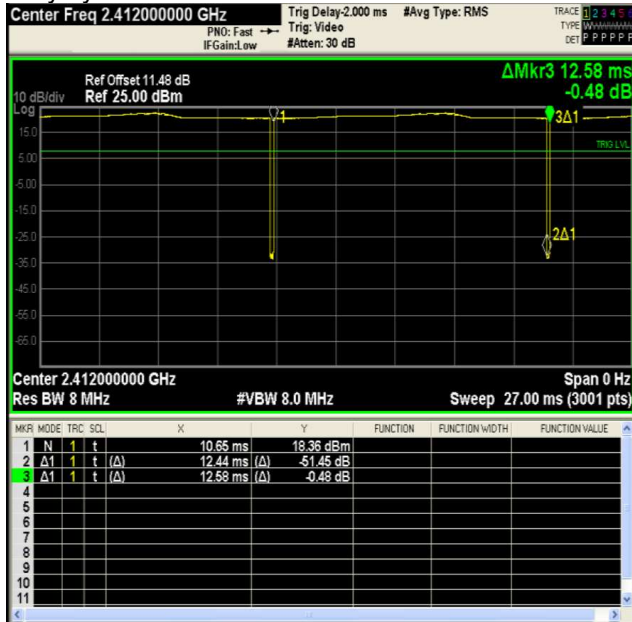 Center Freq 2.412000000 GHz
PNO: Fast
IFGain:Low
Trig Delay-2.000 ms
Trig: Video
#Atten: 30 dB
#Avg Type: RMS
TRACE 1 2 3 4 5 6
TYPE WWWWWW
DET P P P P P P
10 dB/div
Ref Offset 11.48 dB
Ref 25.00 dBm
ΔMkr3 12.58 ms
-0.48 dB
Log
15.0
5.00
-5.00
-15.0
-25.0
-35.0
-45.0
-55.0
-65.0
1
3Δ1
TRIG LVL
2Δ1
Center 2.412000000 GHz
Span 0 Hz
Res BW 8 MHz
#VBW 8.0 MHz
Sweep 27.00 ms (3001 pts)
MKR MODE TRC SCL X Y FUNCTION FUNCTION WIDTH FUNCTION VALUE
1 N 1 t 10.65 ms 18.36 dBm
2 Δ1 1 t (Δ) 12.44 ms (Δ) -51.45 dB
3 Δ1 1 t (Δ) 12.58 ms (Δ) -0.48 dB
4
5
6
7
8
9
10
11